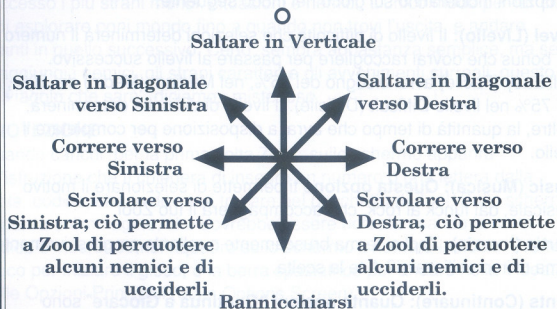 Saltare in Verticale
Saltare in Diagonale
verso Sinistra
Saltare in Diagonale
verso Destra
Correre verso
Sinistra
Correre verso
Destra
Scivolare verso
Sinistra; ciò permette
a Zool di percuotere
alcuni nemici e di
ucciderli.
Scivolare verso
Destra; ciò permette
a Zool di percuotere
alcuni nemici e di
ucciderli.
Rannicchiarsi